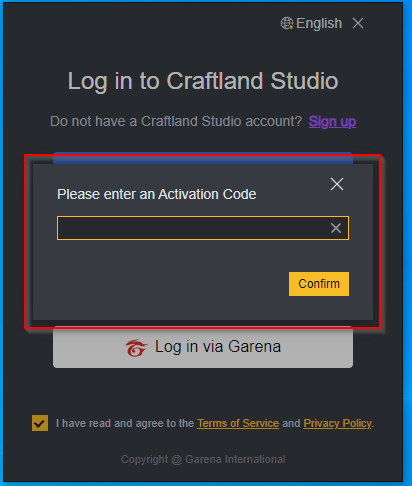 English
Log in to Craftland Studio
Do not have a Craftland Studio account? Sign up
Please enter an Activation Code
Confirm
Log in via Garena
I have read and agree to the Terms of Service and Privacy Policy.
Copyright @ Garena International